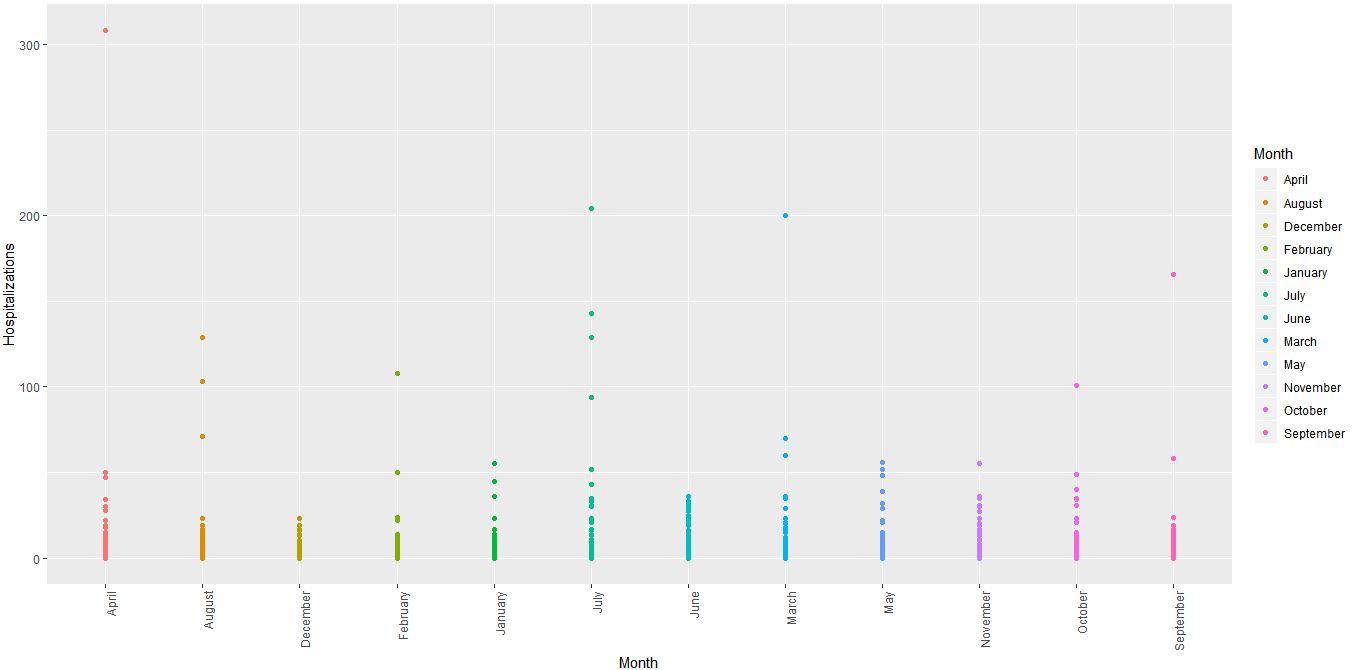 Hospitalizations
300
200
100
0
April
August
December
February
January
July
June
March
May
November
October
September
Month
Month
April
August
December
February
January
July
June
March
May
November
October
September